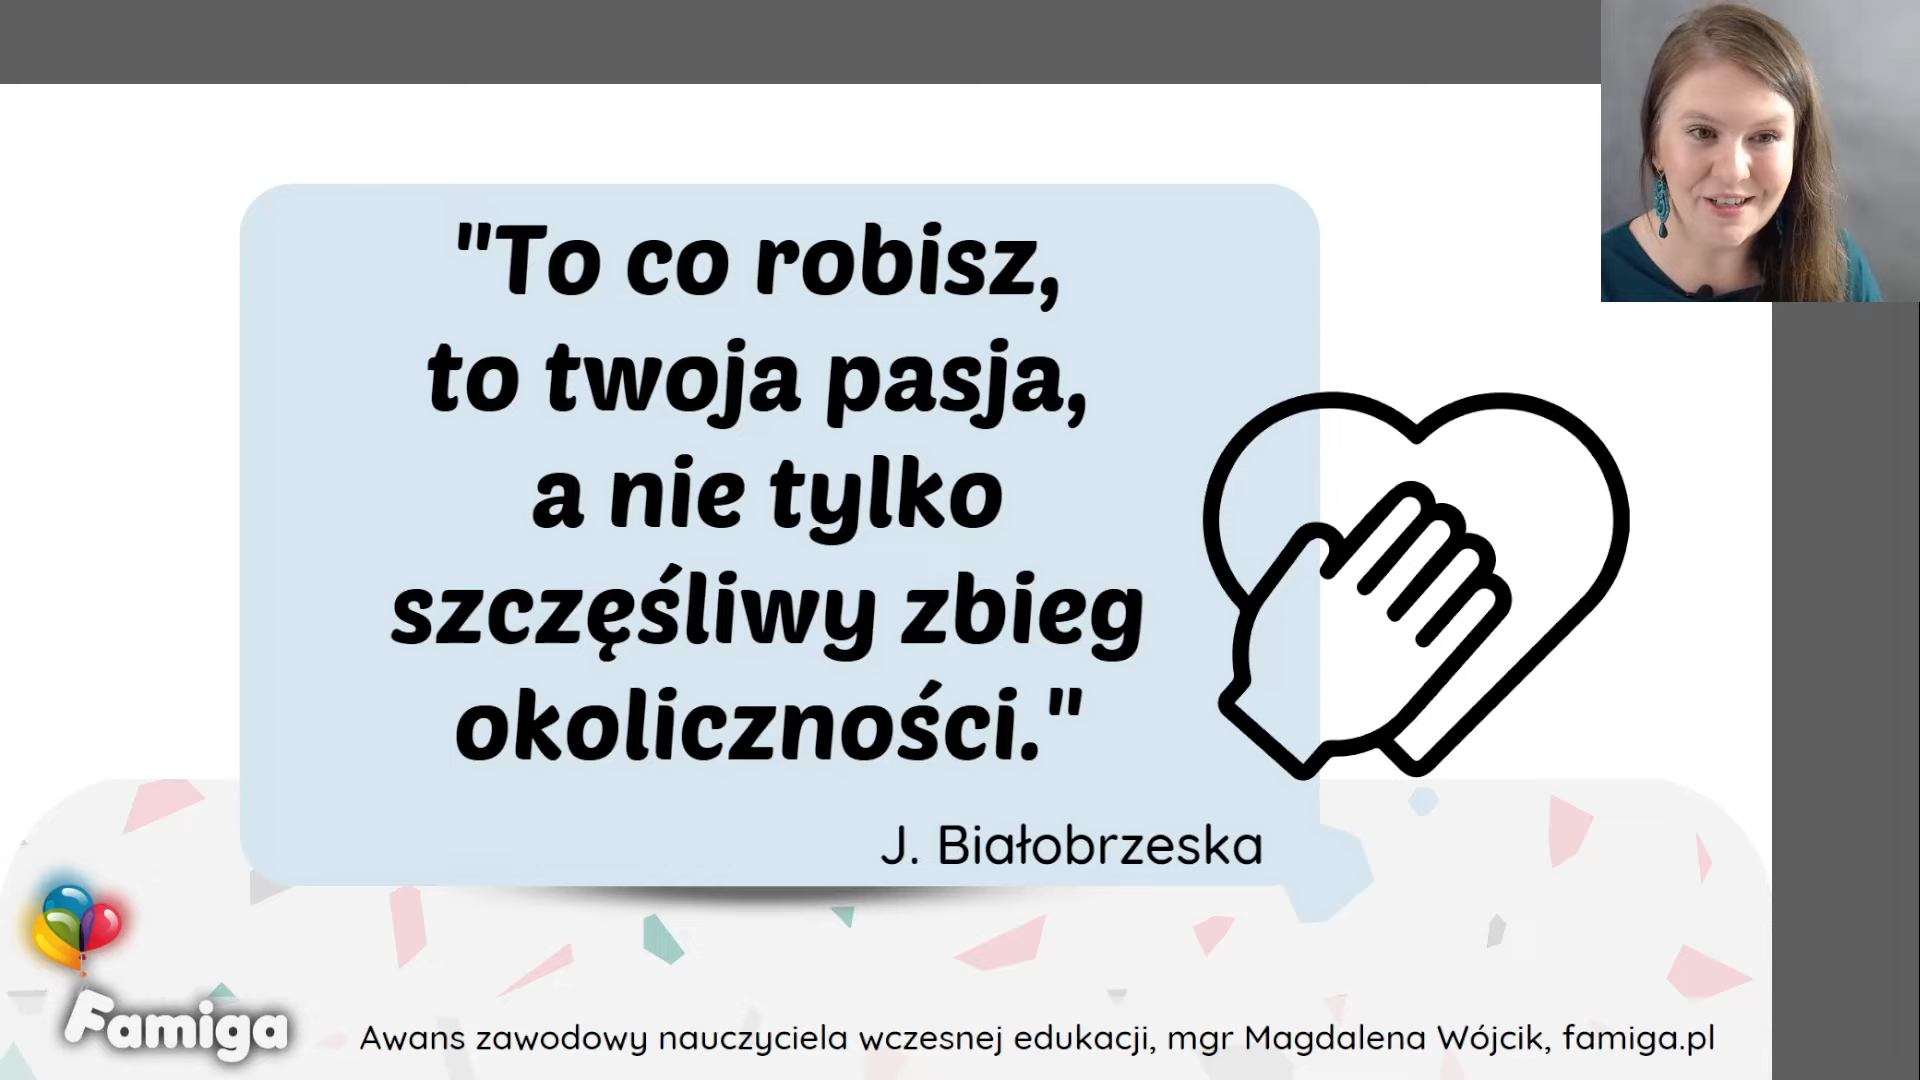 "To co robisz,
to twoja pasja,
a nie tylko
szczęśliwy zbieg
okoliczności."
J. Białobrzeska
Famiga
Awans zawodowy nauczyciela wczesnej edukacji, mgr Magdalena Wójcik, famiga.pl